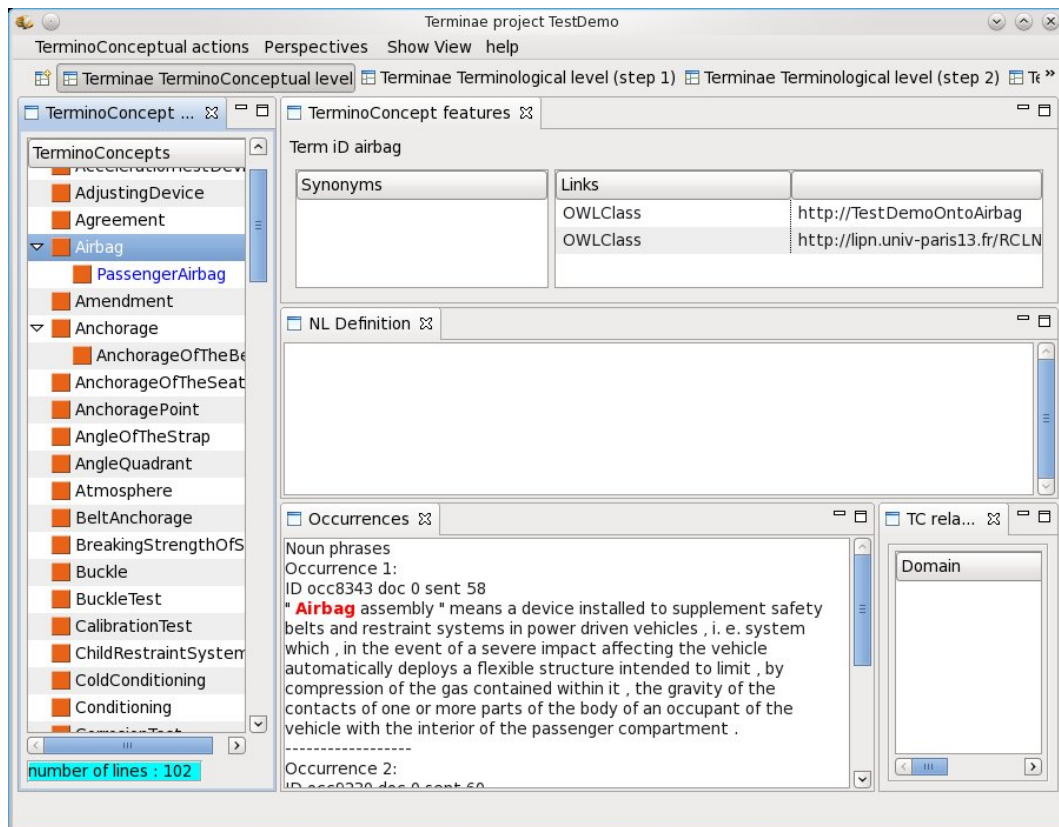 Terminae project TestDemo
TerminoConceptual actions Perspectives Show View help
Terminae TerminoConceptual level Terminae Terminological level (step 1) Terminae Terminological level (step 2) Te »
TerminoConcept ...
TerminoConcepts
AdjustingDevice
Agreement
Airbag
PassengerAirbag
Amendment
Anchorage
AnchorageOfTheBe
AnchorageOfTheSeat
AnchoragePoint
AngleOfTheStrap
AngleQuadrant
Atmosphere
BeltAnchorage
BreakingStrengthOfS
Buckle
BuckleTest
CalibrationTest
ChildRestraintSystem
ColdConditioning
Conditioning
CorrosionTest
number of lines : 102
TerminoConcept features
Term iD airbag
Synonyms
Links
OWLClass http://TestDemoOntoAirbag
OWLClass http://lipn.univ-paris13.fr/RCLN
NL Definition
Occurrences
Noun phrases
Occurrence 1:
ID occ8343 doc 0 sent 58
" Airbag assembly " means a device installed to supplement safety
belts and restraint systems in power driven vehicles , i. e. system
which , in the event of a severe impact affecting the vehicle
automatically deploys a flexible structure intended to limit , by
compression of the gas contained within it , the gravity of the
contacts of one or more parts of the body of an occupant of the
vehicle with the interior of the passenger compartment .
------------------
Occurrence 2:
TC rela...
Domain